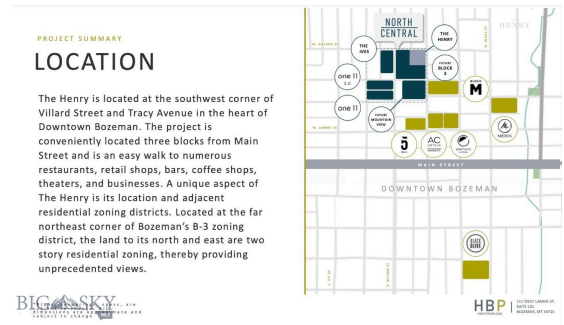 PROJECT SUMMARY
LOCATION
The Henry is located at the southwest corner of
Villard Street and Tracy Avenue in the heart of
Downtown Bozeman. The project is
conveniently located three blocks from Main
Street and is an easy walk to numerous
restaurants, retail shops, bars, coffee shops,
theaters, and businesses. A unique aspect of
The Henry is its location and adjacent
residential zoning districts. Located at the far
northeast corner of Bozeman's B-3 zoning
district, the land to its north and east are two
story residential zoning, thereby providing
unprecedented views.
HENRY
NORTH
CENTRAL
THE
IVES
THE
HENRY
FUTURE
BLOCK
3
one 11
2.0
one 11
FUTURE
MOUNTAIN
VIEW
M
5
AC
HOTELS
MAIN STREET
DOWNTOWN BOZEMAN
BIG SKY
dimensions are approximate and
subject to change
HBP
111 WEST LAMME ST.
SUITE 101
BOZEMAN, MT 59715